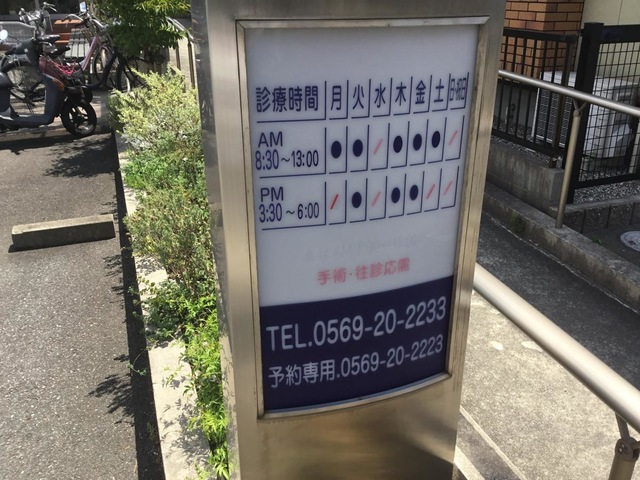 診療時間 月 火 水 木 金 土 日・祝日
AM 8:30～13:00 ● ● / ● ● ● /
PM 3:30～6:00 / ● / ● ● / /
手術・往診応需
TEL.0569-20-2233
予約専用.0569-20-2223